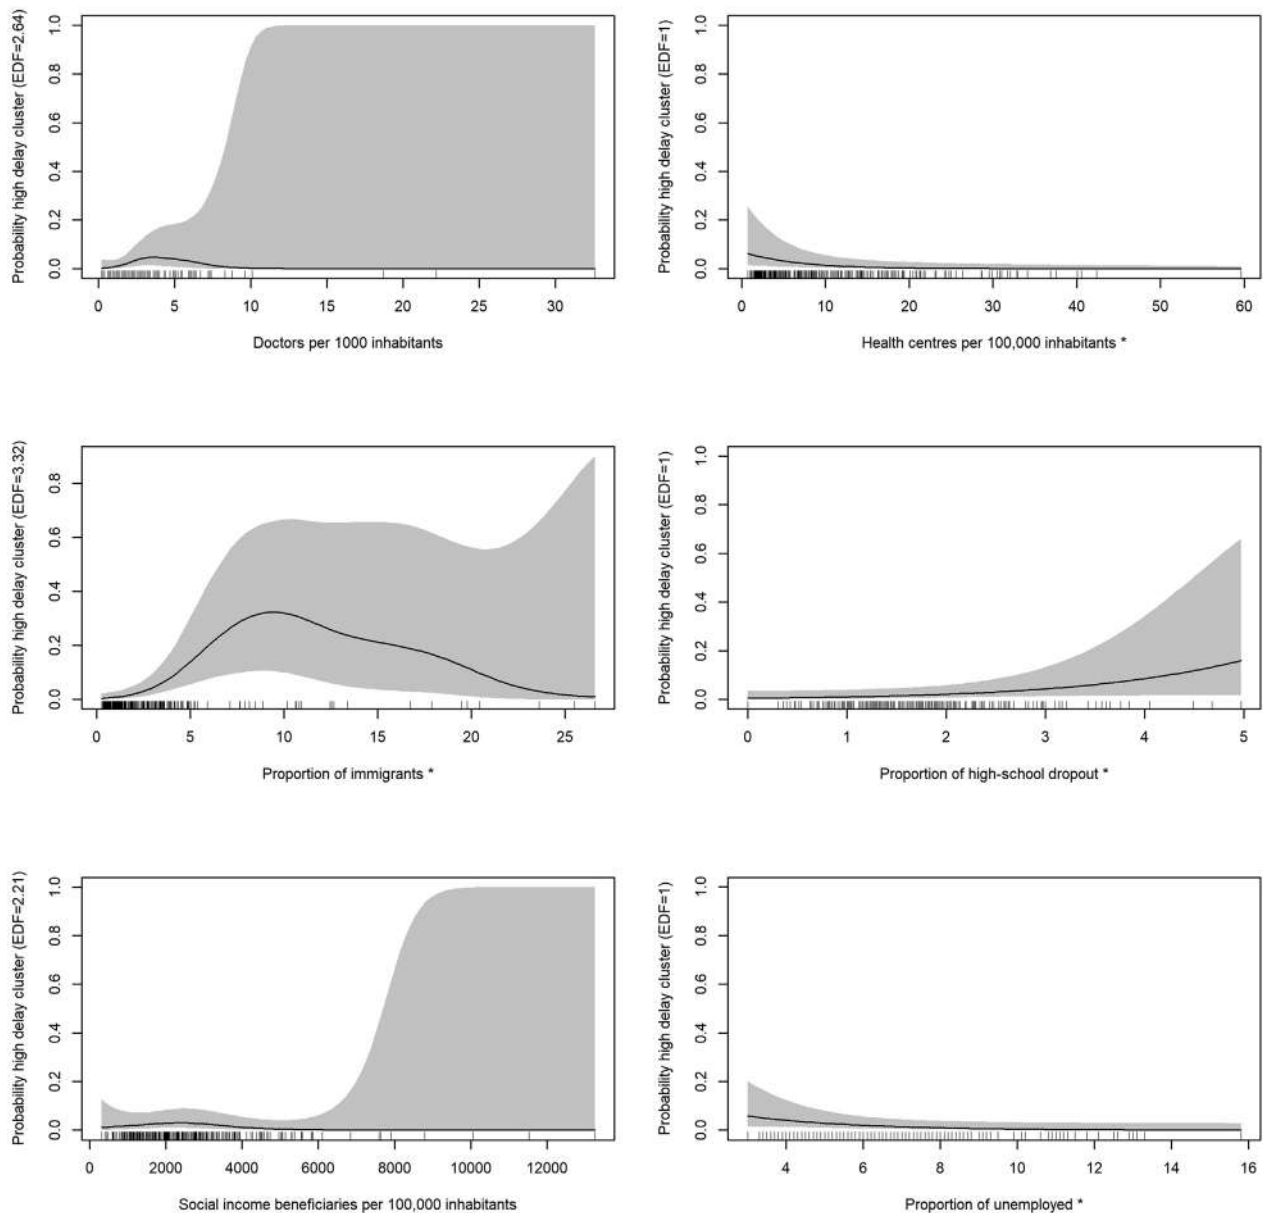 Probability high delay cluster (EDF=2.64)
0.0 0.2 0.4 0.6 0.8 1.0
0 5 10 15 20 25 30
Doctors per 1000 inhabitants
Probability high delay cluster (EDF=1)
0.0 0.2 0.4 0.6 0.8 1.0
0 10 20 30 40 50 60
Health centres per 100,000 inhabitants *
Probability high delay cluster (EDF=3.32)
0.0 0.2 0.4 0.6 0.8
0 5 10 15 20 25
Proportion of immigrants *
Probability high delay cluster (EDF=1)
0.0 0.2 0.4 0.6 0.8 1.0
0 1 2 3 4 5
Proportion of high-school dropout *
Probability high delay cluster (EDF=2.21)
0.0 0.2 0.4 0.6 0.8 1.0
0 2000 4000 6000 8000 10000 12000
Social income beneficiaries per 100,000 inhabitants
Probability high delay cluster (EDF=1)
0.0 0.2 0.4 0.6 0.8 1.0
4 6 8 10 12 14 16
Proportion of unemployed *